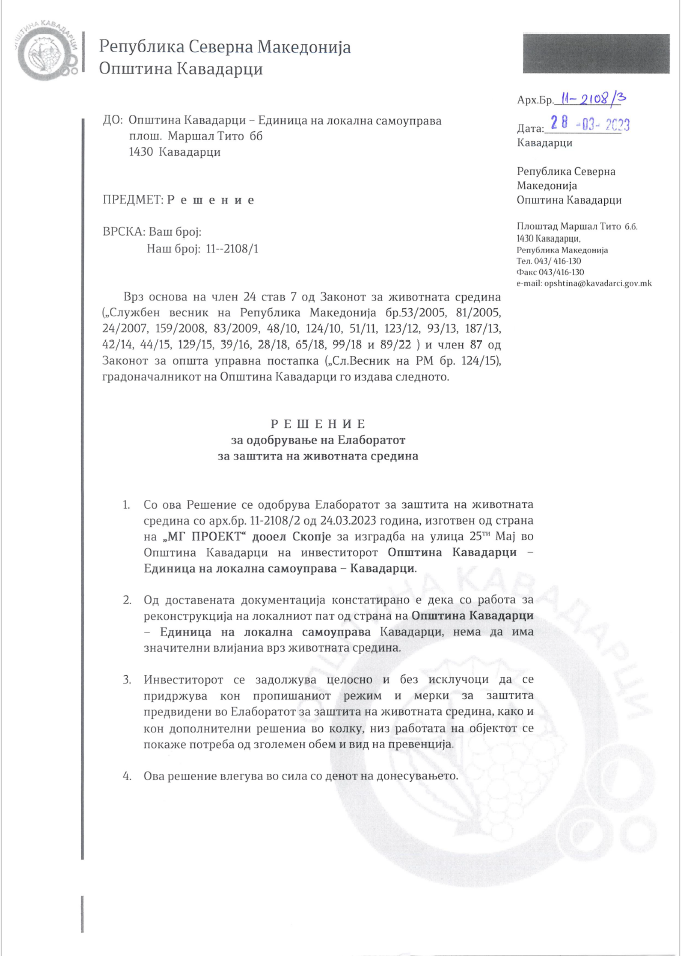 ОПШТИНА КАВАДАРЦИ
Република Северна Македонија
Општина Кавадарци
Арх.Бр. 11-2108/3
Дата: 28 -03- 2023
Кавадарци
Република Северна
Македонија
Општина Кавадарци
Плоштад Маршал Тито б.б.
1430 Кавадарци,
Република Македонија
Тел. 043/ 416-130
Факс 043/416-130
e-mail: opshtina@kavadarci.gov.mk
ДО: Општина Кавадарци – Единица на локална самоуправа
плош. Маршал Тито бб
1430 Кавадарци
ПРЕДМЕТ: Р е ш е н и е
ВРСКА: Ваш број:
Наш број: 11--2108/1
Врз основа на член 24 став 7 од Законот за животната средина
(„Службен весник на Република Македонија бр.53/2005, 81/2005,
24/2007, 159/2008, 83/2009, 48/10, 124/10, 51/11, 123/12, 93/13, 187/13,
42/14, 44/15, 129/15, 39/16, 28/18, 65/18, 99/18 и 89/22 ) и член 87 од
Законот за општа управна постапка („Сл.Весник на РМ бр. 124/15),
градоначалникот на Општина Кавадарци го издава следното.
Р Е Ш Е Н И Е
за одобрување на Елаборатот
за заштита на животната средина
1. Со ова Решение се одобрува Елаборатот за заштита на животната
средина со арх.бр. 11-2108/2 од 24.03.2023 година, изготвен од страна
на „МГ ПРОЕКТ“ дооел Скопје за изградба на улица 25ти Мај во
Општина Кавадарци на инвеститорот Општина Кавадарци –
Единица на локална самоуправа – Кавадарци.
2. Од доставената документација констатирано е дека со работа за
реконструкција на локалниот пат од страна на Општина Кавадарци
– Единица на локална самоуправа Кавадарци, нема да има
значителни влијаниа врз животната средина.
3. Инвеститорот се задолжува целосно и без исклучоци да се
придржува кон пропишаниот режим и мерки за заштита
предвидени во Елаборатот за заштита на животната средина, како и
кон дополнителни решениа во колку, низ работата на објектот се
покаже потреба од зголемен обем и вид на превенција.
4. Ова решение влегува во сила со денот на донесувањето.
ОПШТИНА КАВАДАРЦИ